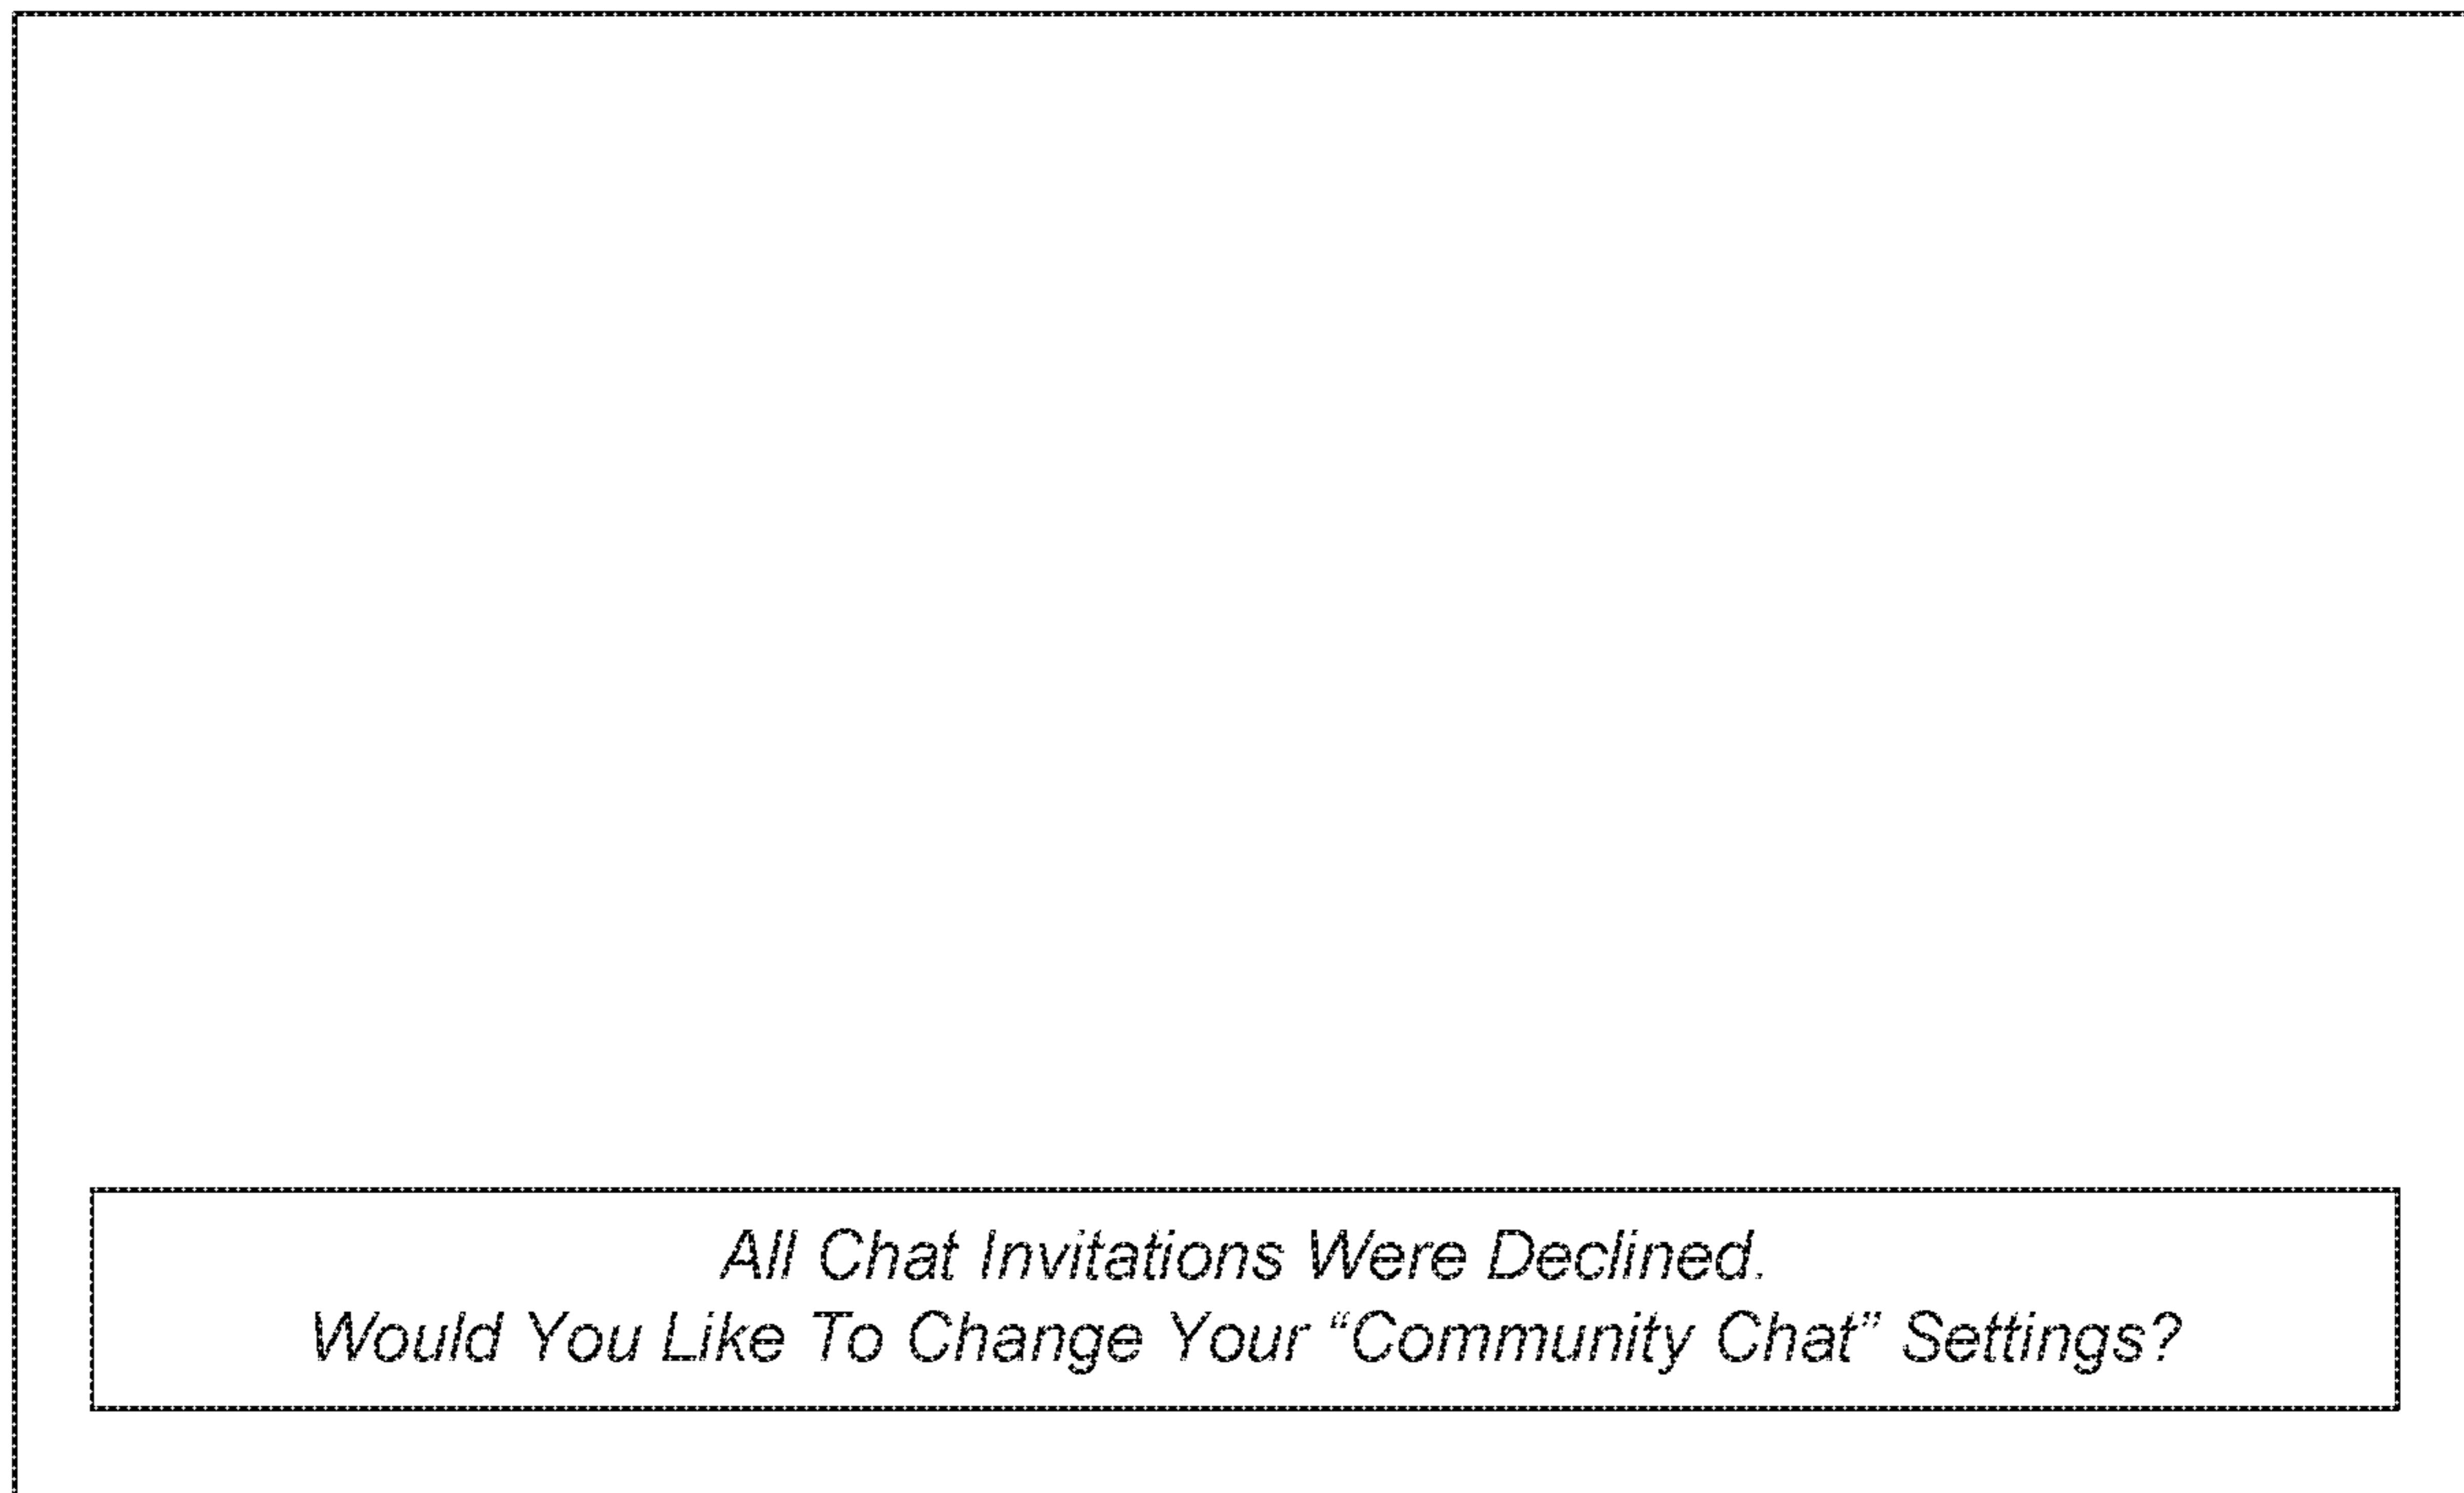 All Chat Invitations Were Declined.
Would You Like To Change Your “Community Chat” Settings?